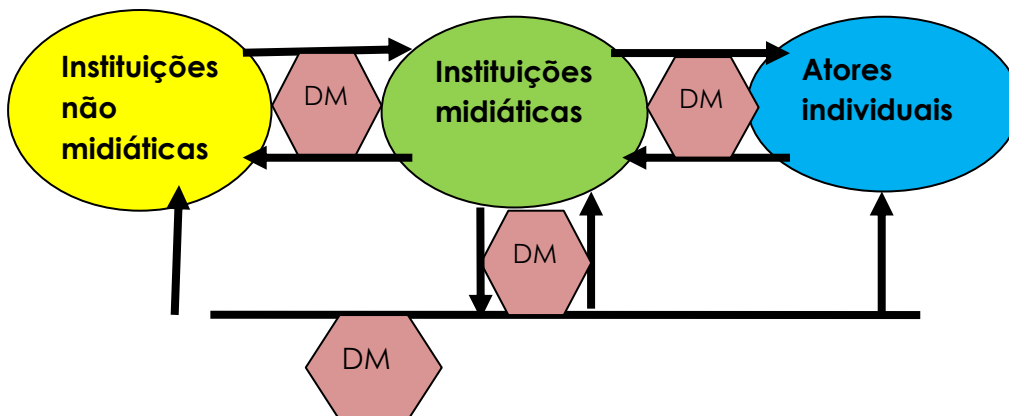 Instituições
não
midiáticas
DM
Instituições
midiáticas
DM
Atores
individuais
DM
DM